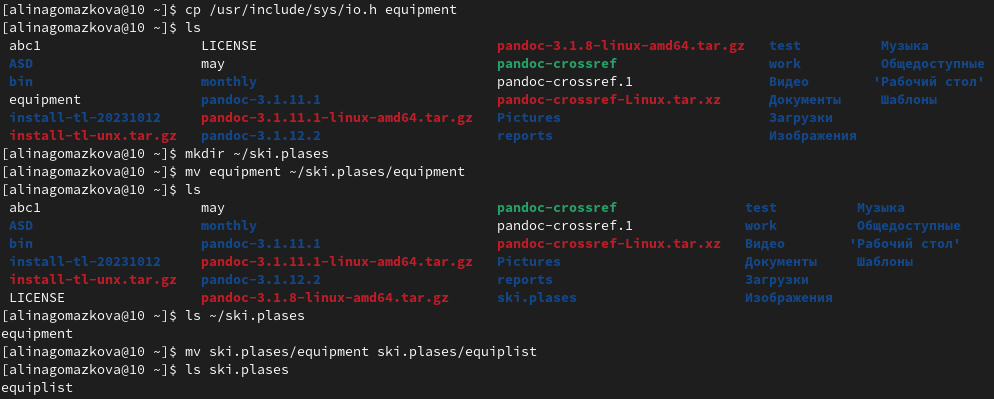 [alinagomazkova@10 ~]$ cp /usr/include/sys/io.h equipment
[alinagomazkova@10 ~]$ ls
abc1 LICENSE pandoc-3.1.8-linux-amd64.tar.gz test Музыка
ASD may pandoc-crossref work Общедоступные
bin monthly pandoc-crossref.1 Видео 'Рабочий стол'
equipment pandoc-3.1.11.1 pandoc-crossref-Linux.tar.xz Документы Шаблоны
install-tl-20231012 pandoc-3.1.11.1-linux-amd64.tar.gz Pictures Загрузки
install-tl-unx.tar.gz pandoc-3.1.12.2 reports Изображения
[alinagomazkova@10 ~]$ mkdir ~/ski.plases
[alinagomazkova@10 ~]$ mv equipment ~/ski.plases/equipment
[alinagomazkova@10 ~]$ ls
abc1 may pandoc-crossref test Музыка
ASD monthly pandoc-crossref.1 work Общедоступные
bin pandoc-3.1.11.1 pandoc-crossref-Linux.tar.xz Видео 'Рабочий стол'
install-tl-20231012 pandoc-3.1.11.1-linux-amd64.tar.gz Pictures Документы Шаблоны
install-tl-unx.tar.gz pandoc-3.1.12.2 reports Загрузки
LICENSE pandoc-3.1.8-linux-amd64.tar.gz ski.plases Изображения
[alinagomazkova@10 ~]$ ls ~/ski.plases
equipment
[alinagomazkova@10 ~]$ mv ski.plases/equipment ski.plases/equiplist
[alinagomazkova@10 ~]$ ls ski.plases
equiplist